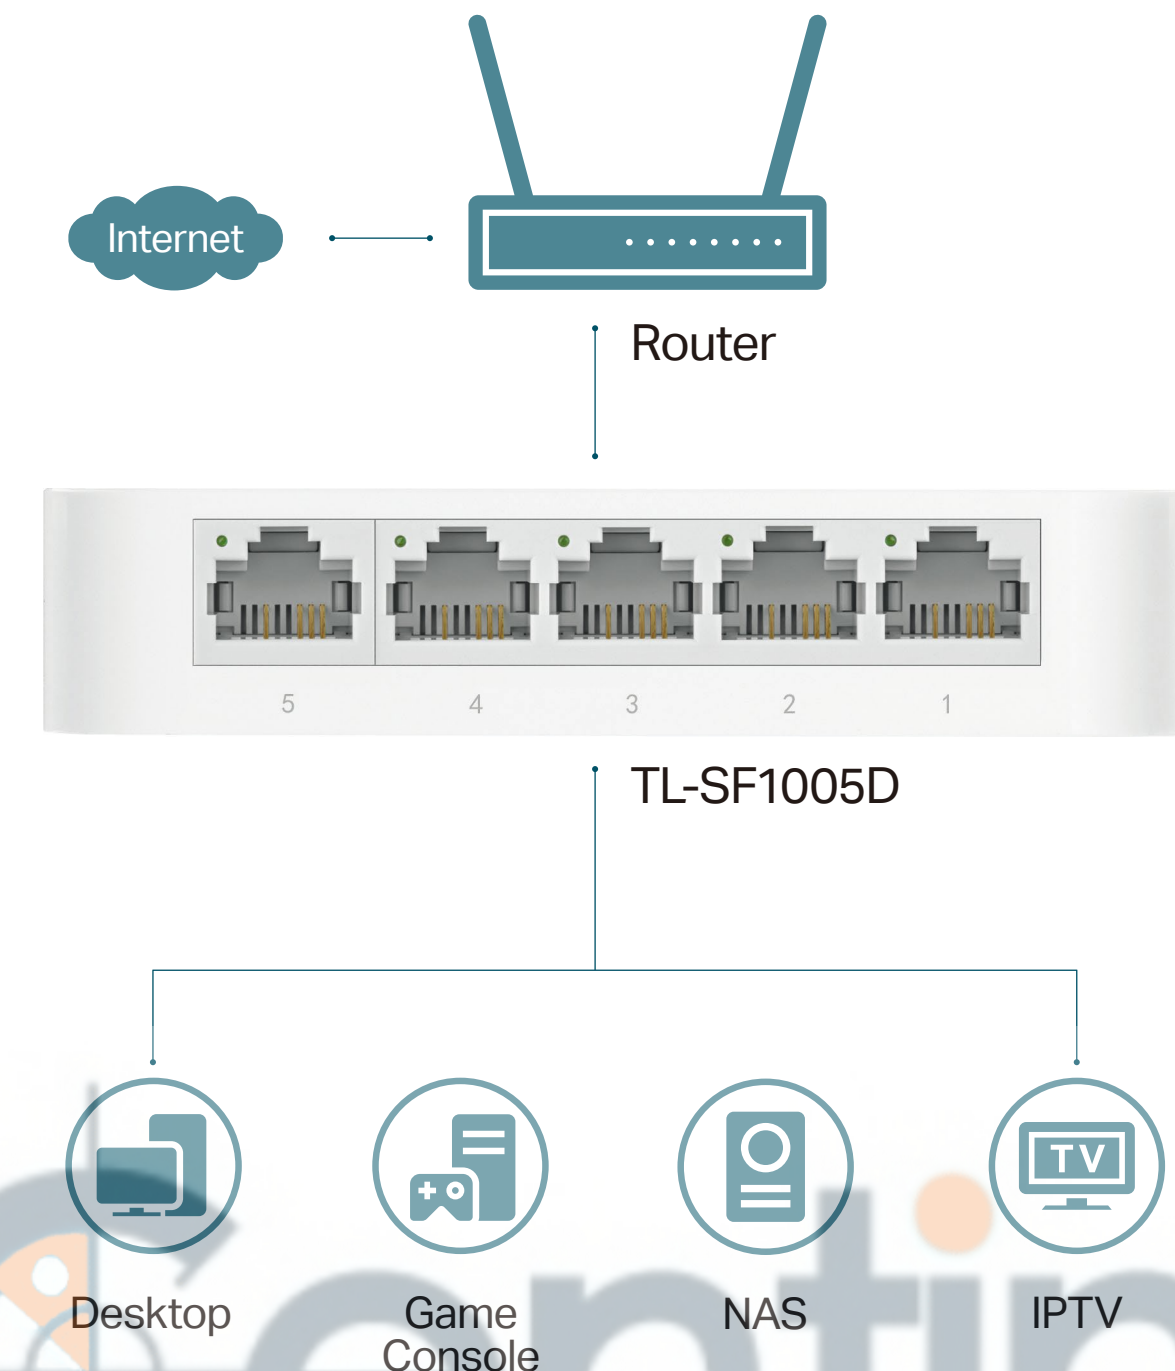 Internet
Router
5 4 3 2 1
TL-SF1005D
TV
Desktop
Game
Console
NAS
IPTV